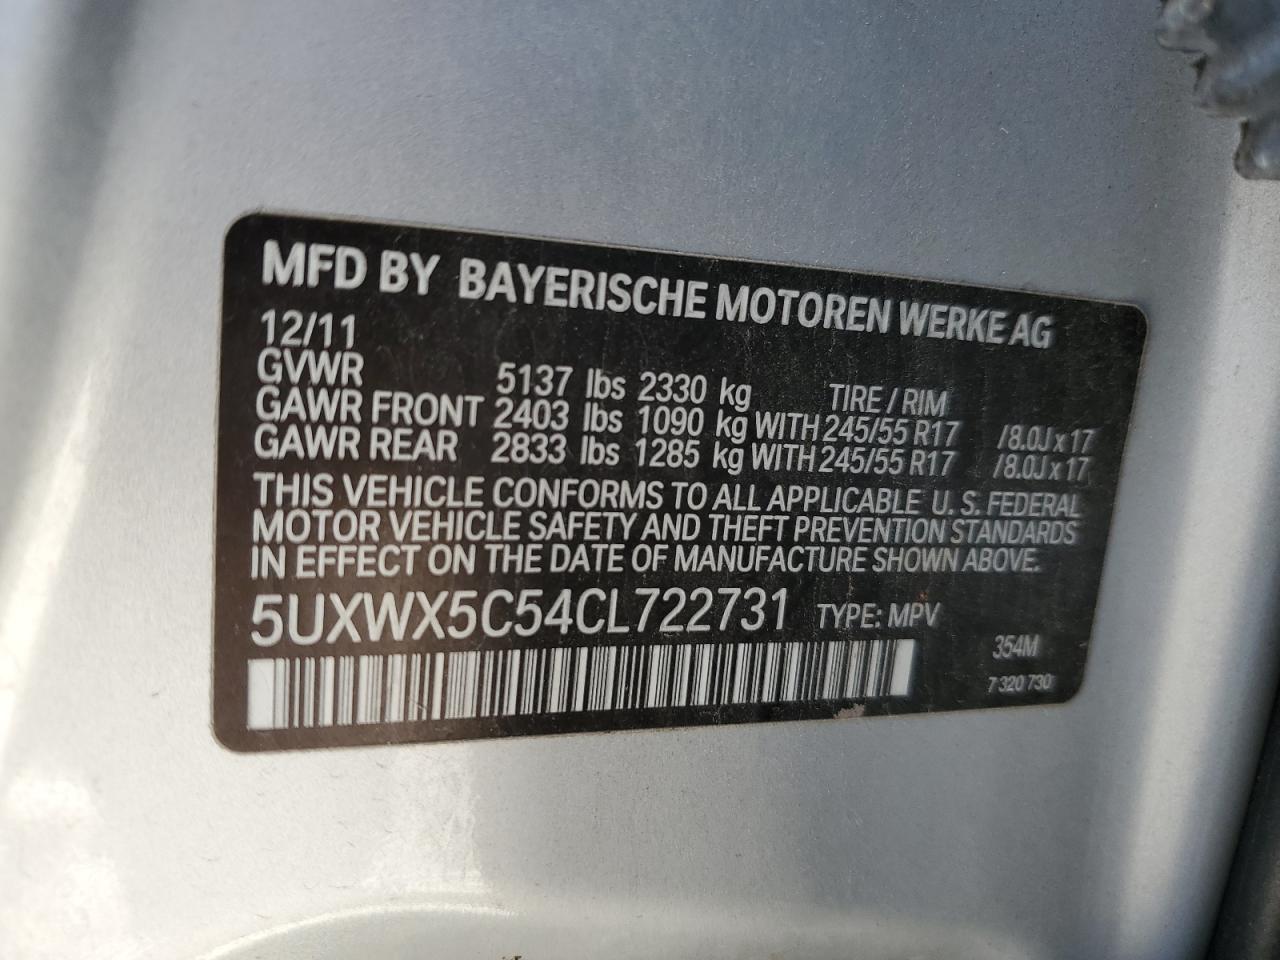 MFD BY BAYERISCHE MOTOREN WERKE AG
12/11
GVWR 5137 lbs 2330 kg TIRE / RIM
GAWR FRONT 2403 lbs 1090 kg WITH 245/55 R17 /8.0J x 17
GAWR REAR 2833 lbs 1285 kg WITH 245/55 R17 /8.0J x 17
THIS VEHICLE CONFORMS TO ALL APPLICABLE U. S. FEDERAL
MOTOR VEHICLE SAFETY AND THEFT PREVENTION STANDARDS
IN EFFECT ON THE DATE OF MANUFACTURE SHOWN ABOVE.
5UXWX5C54CL722731 TYPE: MPV
354M
7 320 730